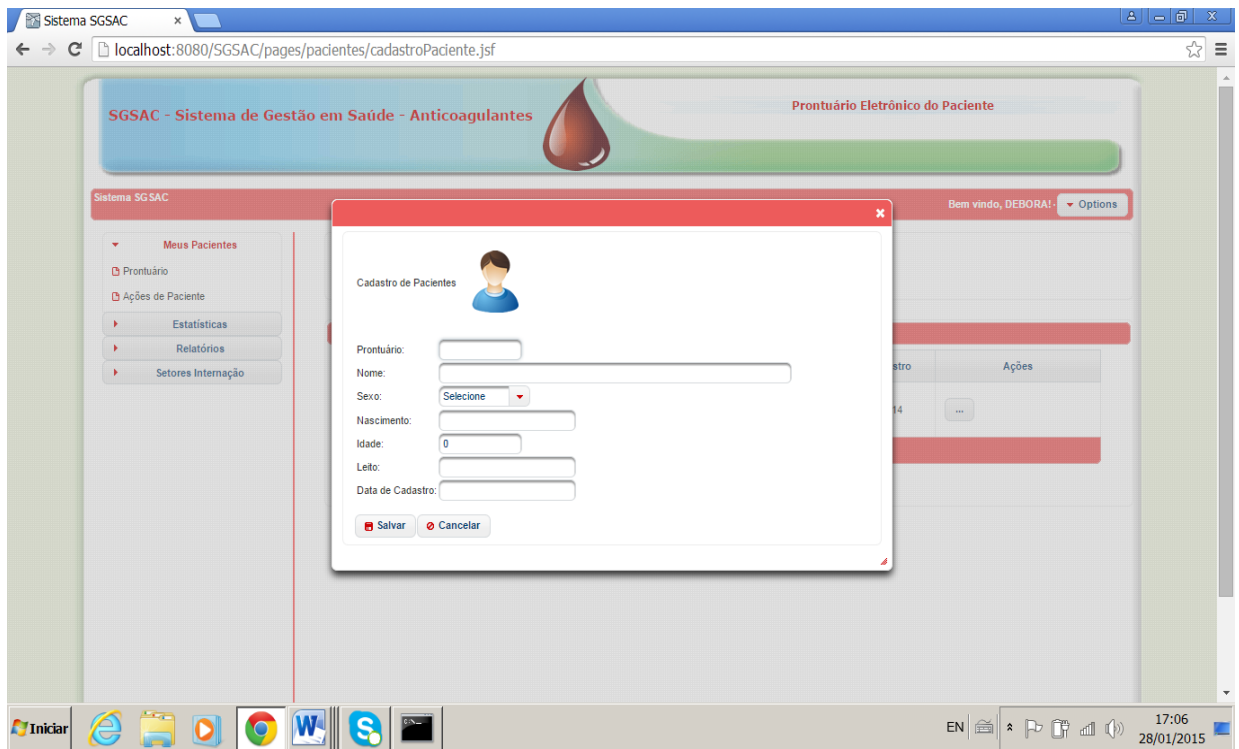 Sistema SGSAC
localhost:8080/SGSAC/pages/pacientes/cadastroPaciente.jsf
SGSAC - Sistema de Gestão em Saúde - Anticoagulantes
Prontuário Eletrônico do Paciente
Sistema SGSAC
Bem vindo, DEBORA! -
Options
Meus Pacientes
Prontuário
Ações de Paciente
Estatísticas
Relatórios
Setores Internação
Cadastro de Pacientes
Prontuário:
Nome:
Sexo: Selecione
Nascimento:
Idade: 0
Leito:
Data de Cadastro:
Salvar Cancelar
stro Ações
14 ...
Iniciar
EN
17:06
28/01/2015